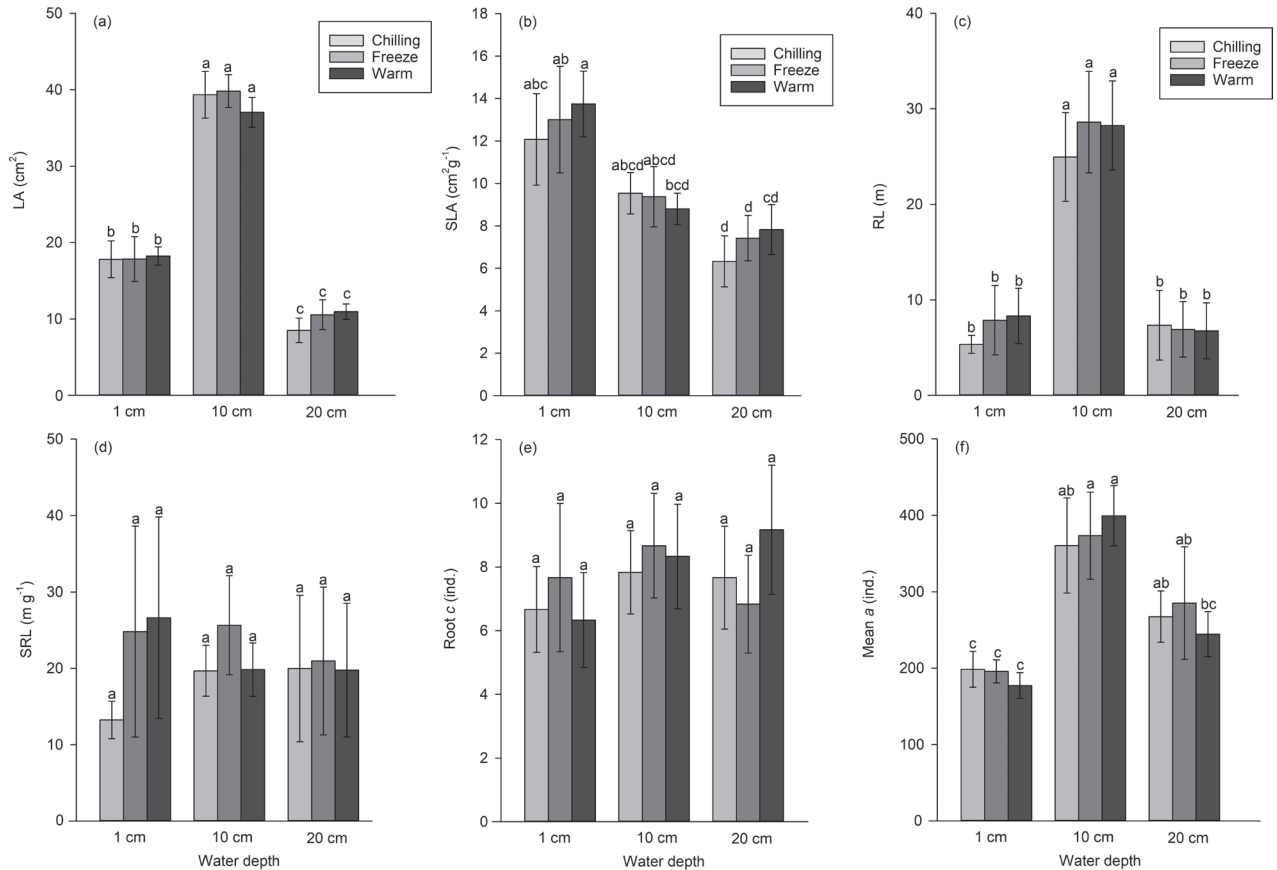 (a)
50
40
30
20
10
0
LA (cm²)
Chilling
Freeze
Warm
b b b
a a a
c c c
1 cm 10 cm 20 cm
(b)
18
16
14
12
10
8
6
4
2
0
SLA (cm²g⁻¹)
Chilling
Freeze
Warm
abc ab a
abcd abcd bcd
d d cd
1 cm 10 cm 20 cm
(c)
40
30
20
10
0
RL (m)
Chilling
Freeze
Warm
b b b
a a a
b b b
1 cm 10 cm 20 cm
(d)
50
40
30
20
10
0
SRL (m g⁻¹)
a a a
a a a
a a a
1 cm 10 cm 20 cm
Water depth
(e)
12
10
8
6
4
2
0
Root c (ind.)
a a a
a a a
a a a
1 cm 10 cm 20 cm
Water depth
(f)
500
400
300
200
100
0
Mean a (ind.)
c c c
ab a a
ab ab bc
1 cm 10 cm 20 cm
Water depth